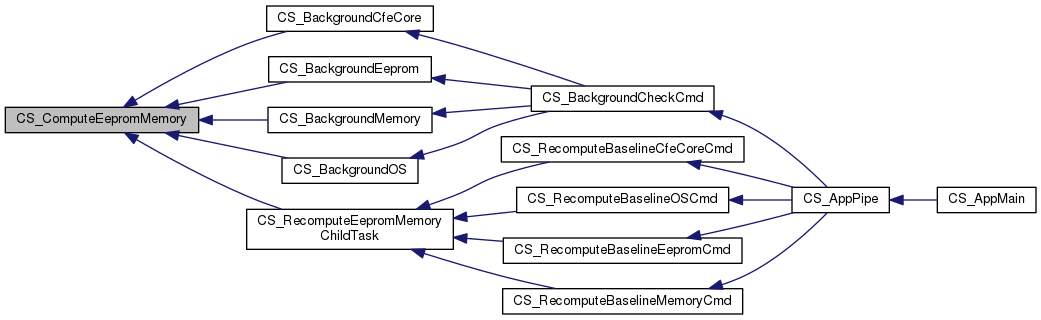 CS_BackgroundCfeCore
CS_BackgroundEeprom
CS_BackgroundCheckCmd
CS_ComputeEepromMemory
CS_BackgroundMemory
CS_RecomputeBaselineCfeCoreCmd
CS_BackgroundOS
CS_RecomputeBaselineOSCmd
CS_AppPipe
CS_AppMain
CS_RecomputeEepromMemory
ChildTask
CS_RecomputeBaselineEepromCmd
CS_RecomputeBaselineMemoryCmd